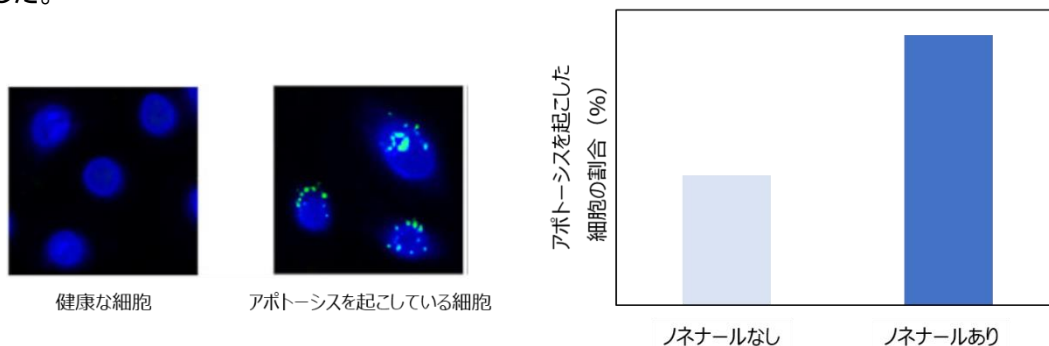 した。
健康な細胞
アポトーシスを起こしている細胞
アポトーシスを起こした
細胞の割合（%）
ノネナールなし
ノネナールあり